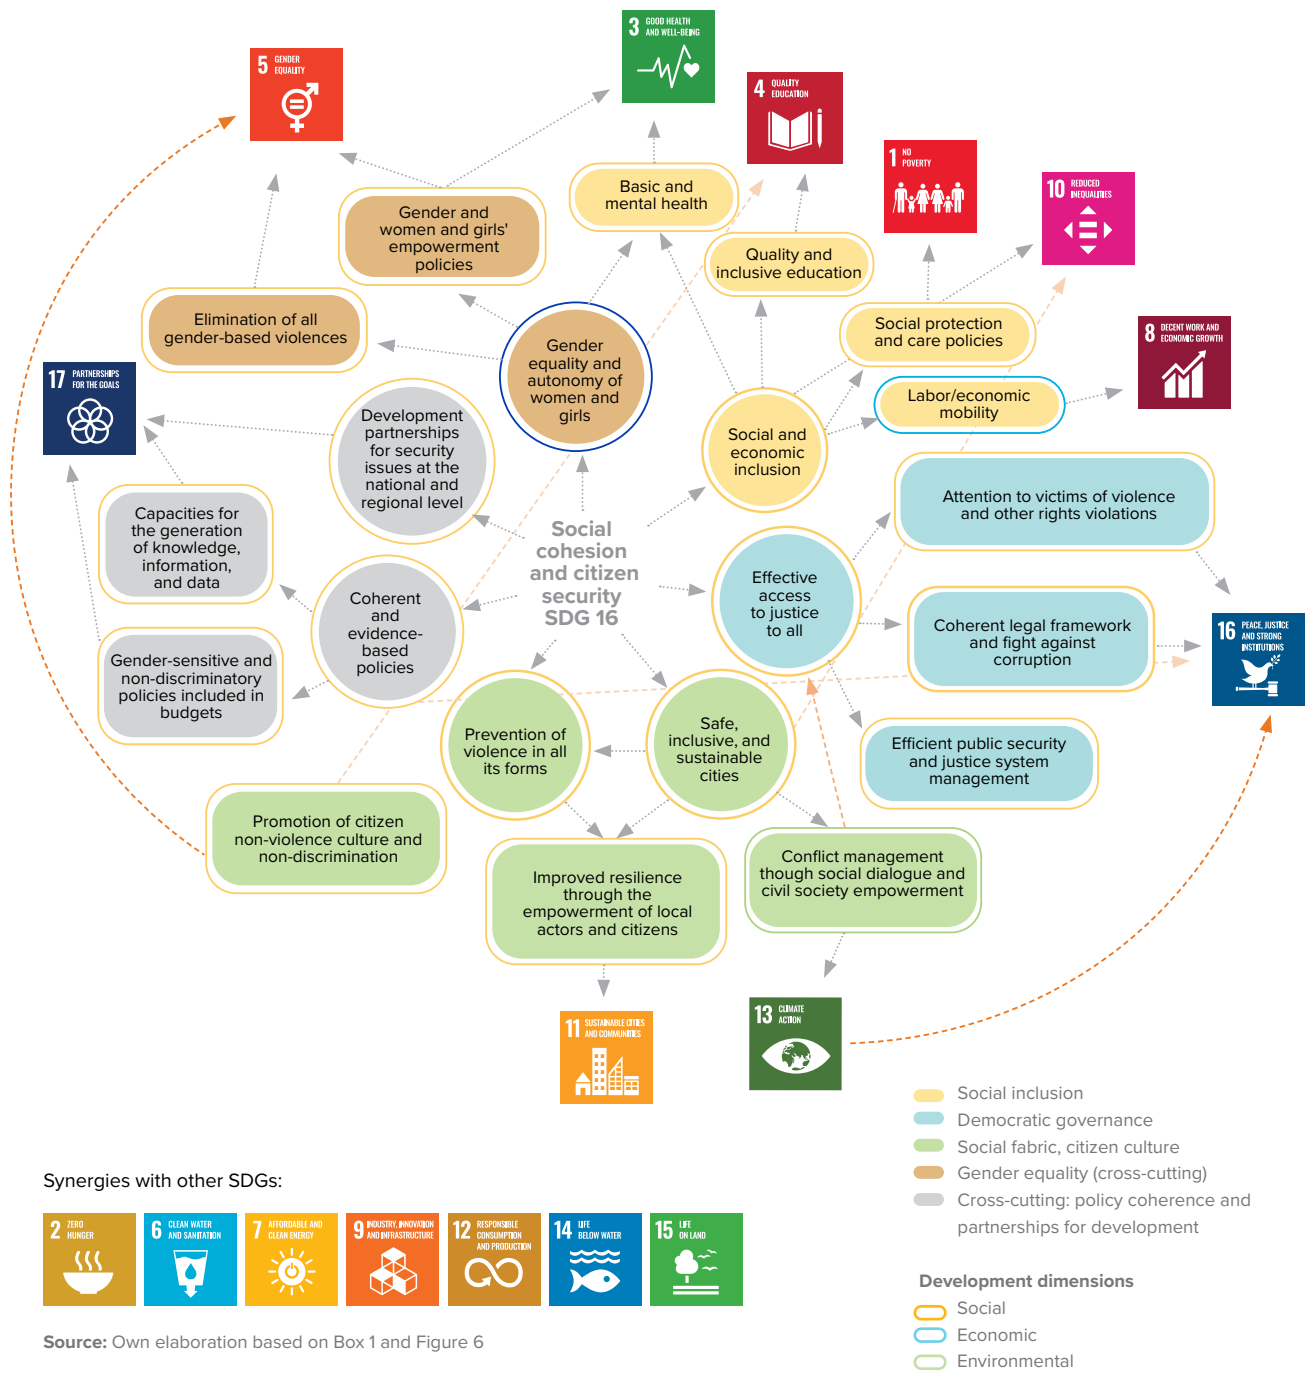 5 GENDER
EQUALITY
3 GOOD HEALTH
AND WELL-BEING
4 QUALITY
EDUCATION
1 NO
POVERTY
10 REDUCED
INEQUALITIES
8 DECENT WORK AND
ECONOMIC GROWTH
17 PARTNERSHIPS
FOR THE GOALS
16 PEACE, JUSTICE
AND STRONG
INSTITUTIONS
Basic and
mental health
Gender and
women and girls'
empowerment
policies
Quality and
inclusive education
Elimination of all
gender-based violences
Social protection
and care policies
Gender
equality and
autonomy of
women and
girls
Labor/economic
mobility
Development
partnerships
for security
issues at the
national and
regional level
Social and
economic
inclusion
Attention to victims of violence
and other rights violations
Capacities for
the generation
of knowledge,
information,
and data
Social
cohesion
and citizen
security
SDG 16
Effective
access
to justice
to all
Coherent
and
evidence-
based
policies
Coherent legal framework
and fight against
corruption
Gender-sensitive and
non-discriminatory
policies included in
budgets
Prevention of
violence in all
its forms
Safe,
inclusive, and
sustainable
cities
Efficient public security
and justice system
management
Promotion of citizen
non-violence culture and
non-discrimination
Improved resilience
through the
empowerment of local
actors and citizens
Conflict management
though social dialogue and
civil society empowerment
11 SUSTAINABLE CITIES
AND COMMUNITIES
13 CLIMATE
ACTION
Social inclusion
Democratic governance
Social fabric, citizen culture
Gender equality (cross-cutting)
Cross-cutting: policy coherence and
partnerships for development
Development dimensions
Social
Economic
Environmental
Synergies with other SDGs:
2 ZERO
HUNGER
6 CLEAN WATER
AND SANITATION
7 AFFORDABLE AND
CLEAN ENERGY
9 INDUSTRY, INNOVATION
AND INFRASTRUCTURE
12 RESPONSIBLE
CONSUMPTION
AND PRODUCTION
14 LIFE
BELOW WATER
15 LIFE
ON LAND
Source: Own elaboration based on Box 1 and Figure 6